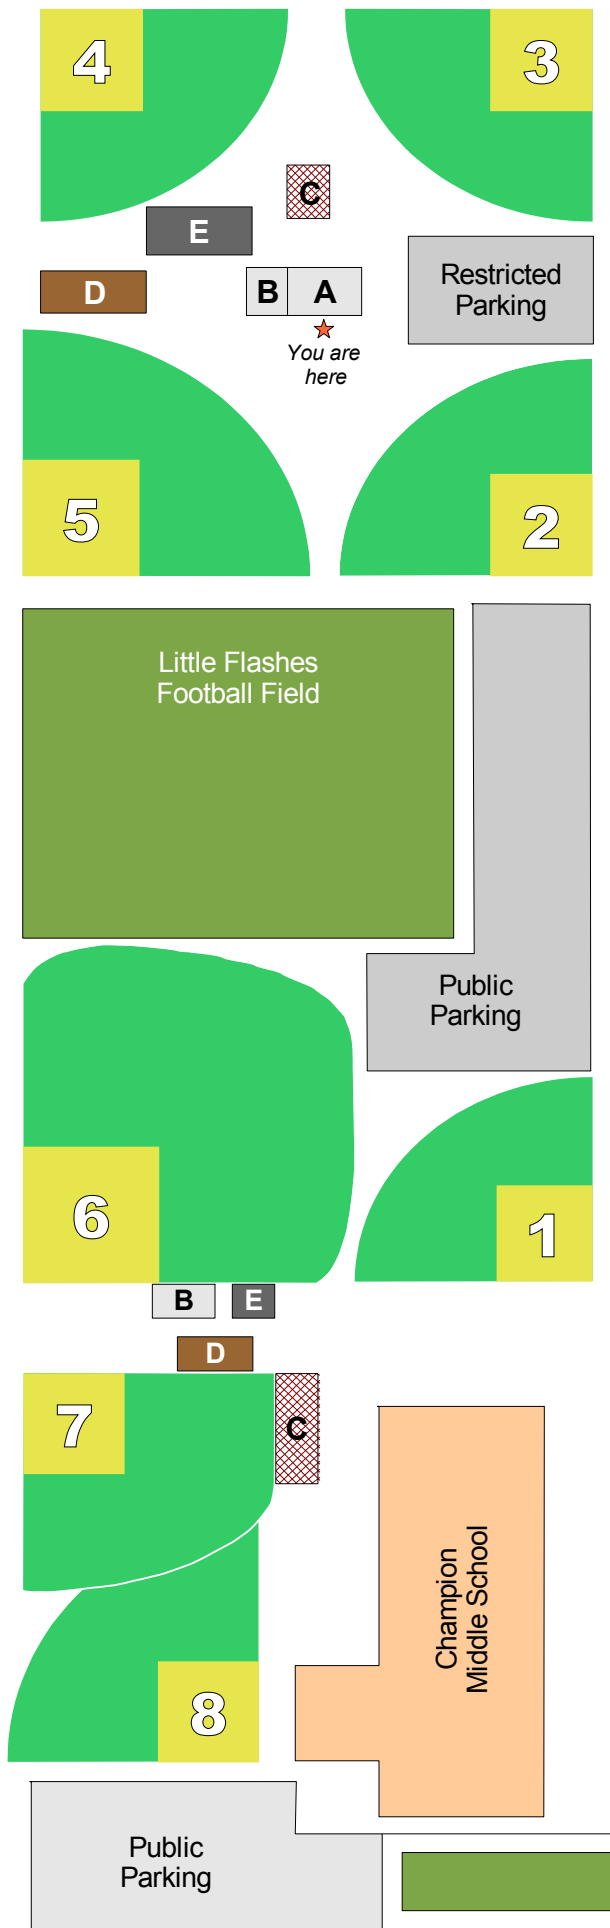 4
3
C
E
D
B
A
Restricted
Parking
You are
here
5
2
Little Flashes
Football Field
Public
Parking
6
1
B
E
D
7
C
Champion
Middle School
8
Public
Parking